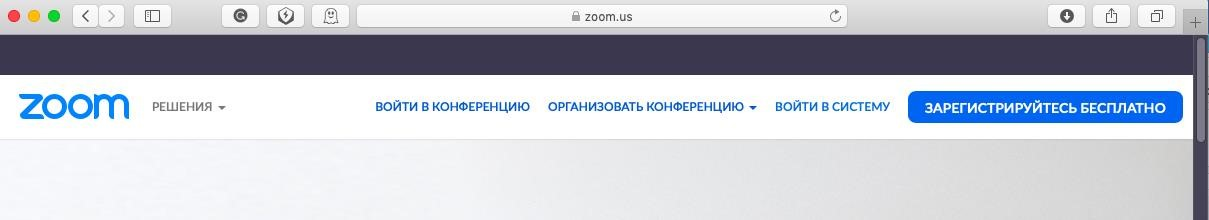 zoom.us
zoom РЕШЕНИЯ ВОЙТИ В КОНФЕРЕНЦИЮ ОРГАНИЗОВАТЬ КОНФЕРЕНЦИЮ ВОЙТИ В СИСТЕМУ ЗАРЕГИСТРИРУЙТЕСЬ БЕСПЛАТНО